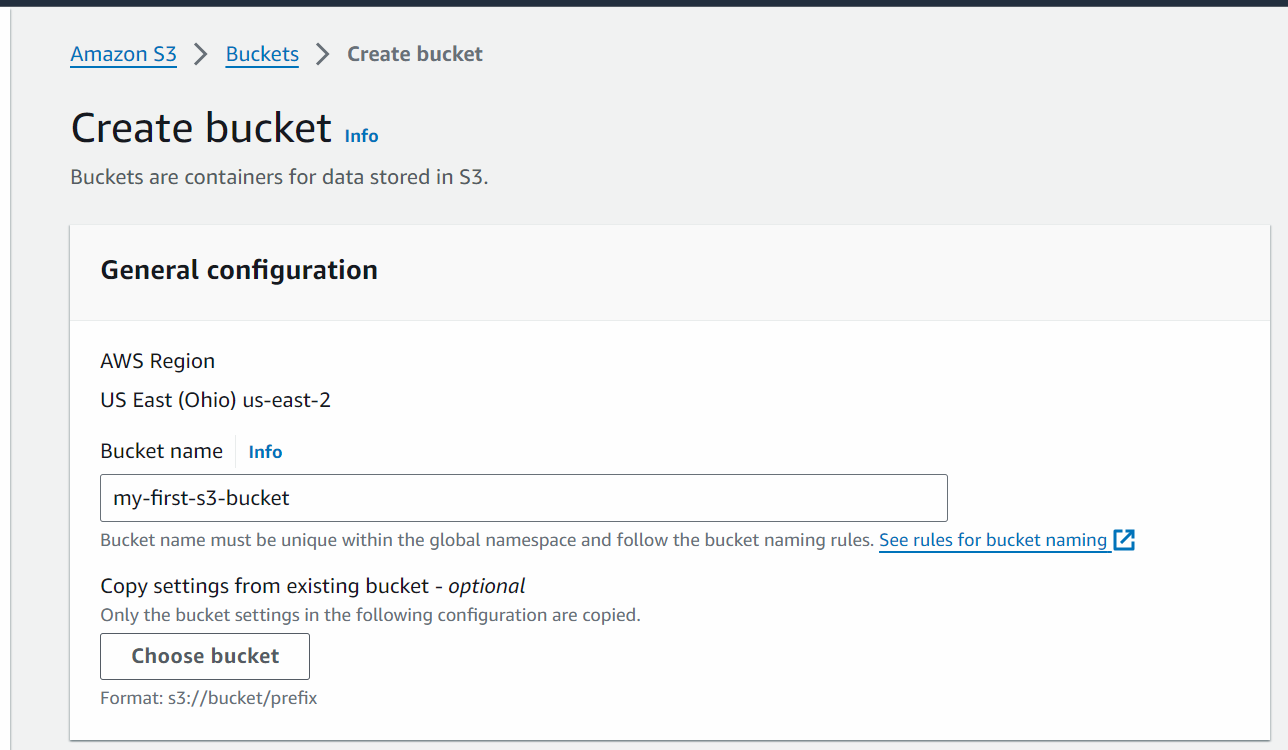 Amazon S3 > Buckets > Create bucket
Create bucket Info
Buckets are containers for data stored in S3.
General configuration
AWS Region
US East (Ohio) us-east-2
Bucket name Info
my-first-s3-bucket
Bucket name must be unique within the global namespace and follow the bucket naming rules. See rules for bucket naming
Copy settings from existing bucket - optional
Only the bucket settings in the following configuration are copied.
Choose bucket
Format: s3://bucket/prefix